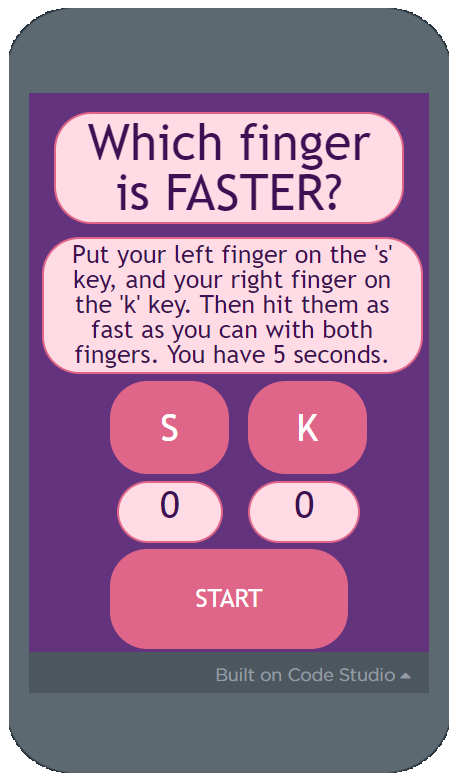 Which finger
is FASTER?
Put your left finger on the 's'
key, and your right finger on
the 'k' key. Then hit them as
fast as you can with both
fingers. You have 5 seconds.
S K
0 0
START
Built on Code Studio